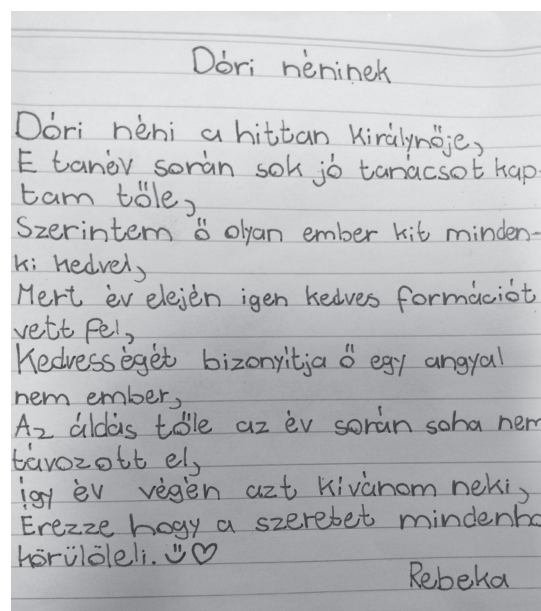 Dóri néninek
Dóri néni a hittan királynője,
E tanév során sok jó tanácsot kap-
tam tőle,
Szerintem ő olyan ember kit minden-
ki kedvel,
Mert év elején igen kedves formációt
vett fel,
Kedvességét bizonyítja ő egy angyal
nem ember,
Az áldás tőle az év során soha nem
távozott el,
így év végén azt kívánom neki,
Érezze hogy a szeretet mindenho
körülöleli. ت♡
Rebeka